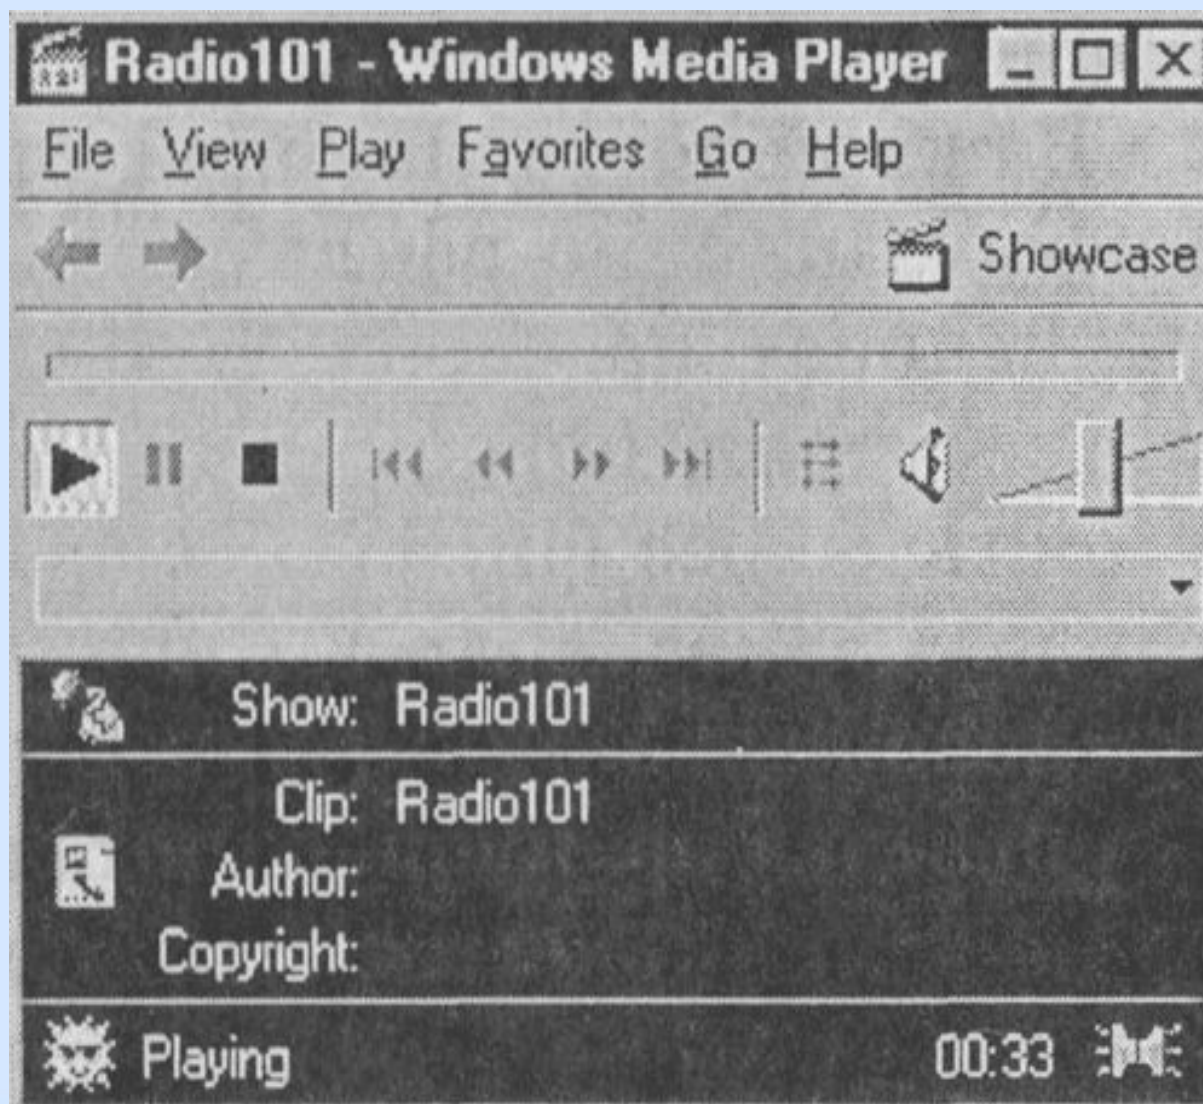 Radio101 - Windows Media Player
File View Play Favorites Go Help
Showcase
Show: Radio101
Clip: Radio101
Author:
Copyright:
Playing 00:33